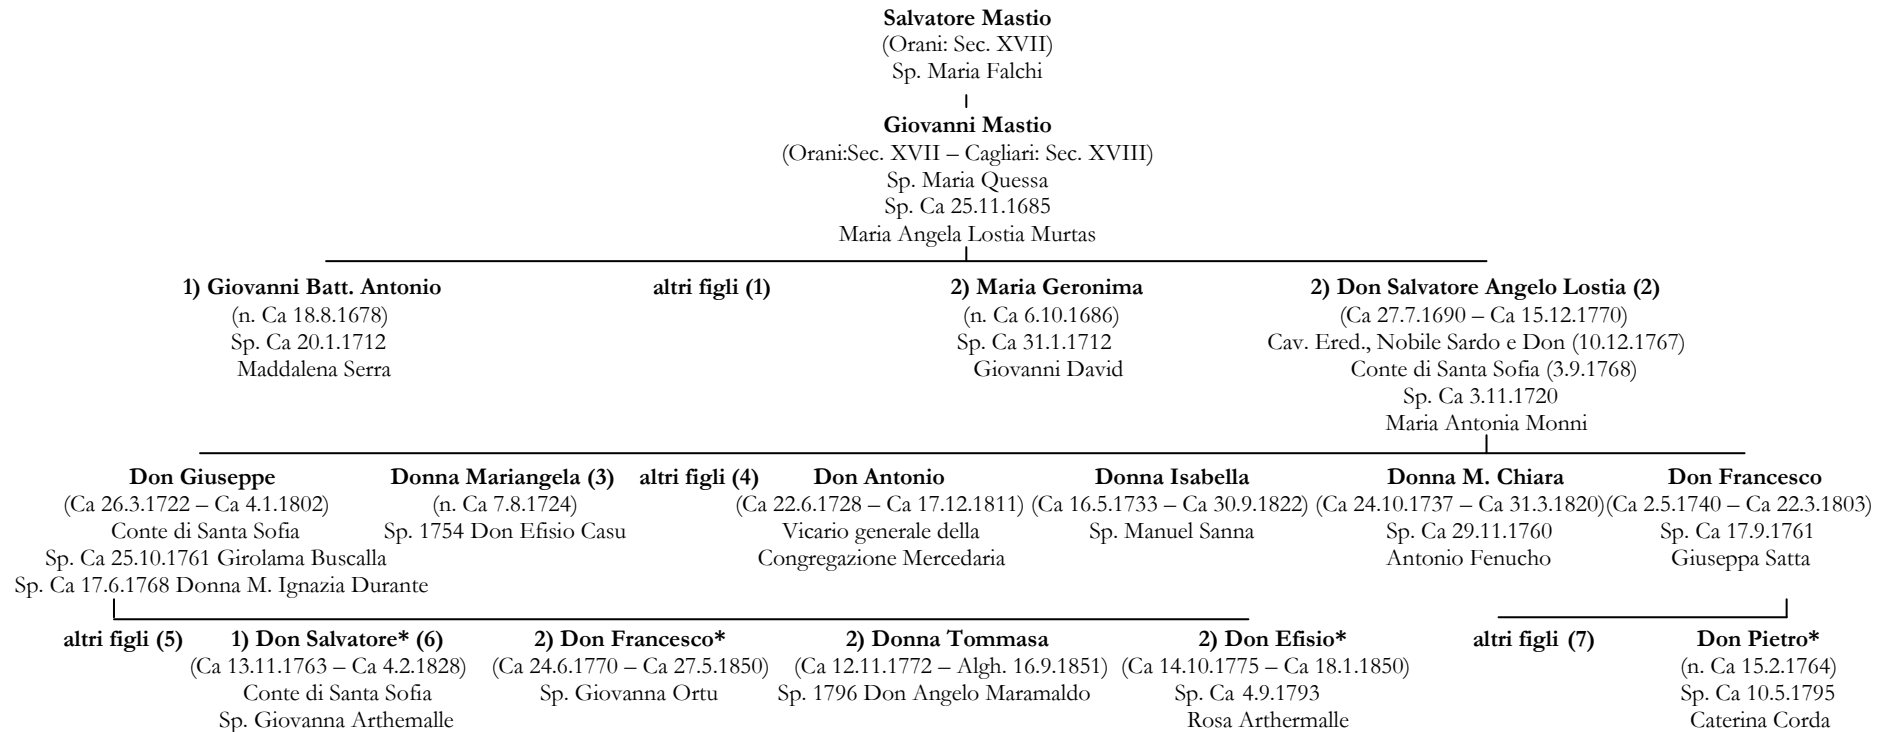 Salvatore Mastio
(Orani: Sec. XVII)
Sp. Maria Falchi
Giovanni Mastio
(Orani:Sec. XVII – Cagliari: Sec. XVIII)
Sp. Maria Quessa
Sp. Ca 25.11.1685
Maria Angela Lostia Murtas
1) Giovanni Batt. Antonio
(n. Ca 18.8.1678)
Sp. Ca 20.1.1712
Maddalena Serra
altri figli (1)
2) Maria Geronima
(n. Ca 6.10.1686)
Sp. Ca 31.1.1712
Giovanni David
2) Don Salvatore Angelo Lostia (2)
(Ca 27.7.1690 – Ca 15.12.1770)
Cav. Ered., Nobile Sardo e Don (10.12.1767)
Conte di Santa Sofia (3.9.1768)
Sp. Ca 3.11.1720
Maria Antonia Monni
Don Giuseppe
(Ca 26.3.1722 – Ca 4.1.1802)
Conte di Santa Sofia
Sp. Ca 25.10.1761 Girolama Buscalla
Sp. Ca 17.6.1768 Donna M. Ignazia Durante
Donna Mariangela (3)
(n. Ca 7.8.1724)
Sp. 1754 Don Efisio Casu
altri figli (4)
Don Antonio
(Ca 22.6.1728 – Ca 17.12.1811)
Vicario generale della
Congregazione Mercedaria
Donna Isabella
(Ca 16.5.1733 – Ca 30.9.1822)
Sp. Manuel Sanna
Donna M. Chiara
(Ca 24.10.1737 – Ca 31.3.1820)
Sp. Ca 29.11.1760
Antonio Fenucho
Don Francesco
(Ca 2.5.1740 – Ca 22.3.1803)
Sp. Ca 17.9.1761
Giuseppa Satta
altri figli (5)
1) Don Salvatore* (6)
(Ca 13.11.1763 – Ca 4.2.1828)
Conte di Santa Sofia
Sp. Giovanna Arthemalle
2) Don Francesco*
(Ca 24.6.1770 – Ca 27.5.1850)
Sp. Giovanna Ortu
2) Donna Tommasa
(Ca 12.11.1772 – Algh. 16.9.1851)
Sp. 1796 Don Angelo Maramaldo
2) Don Efisio*
(Ca 14.10.1775 – Ca 18.1.1850)
Sp. Ca 4.9.1793
Rosa Arthermalle
altri figli (7)
Don Pietro*
(n. Ca 15.2.1764)
Sp. Ca 10.5.1795
Caterina Corda